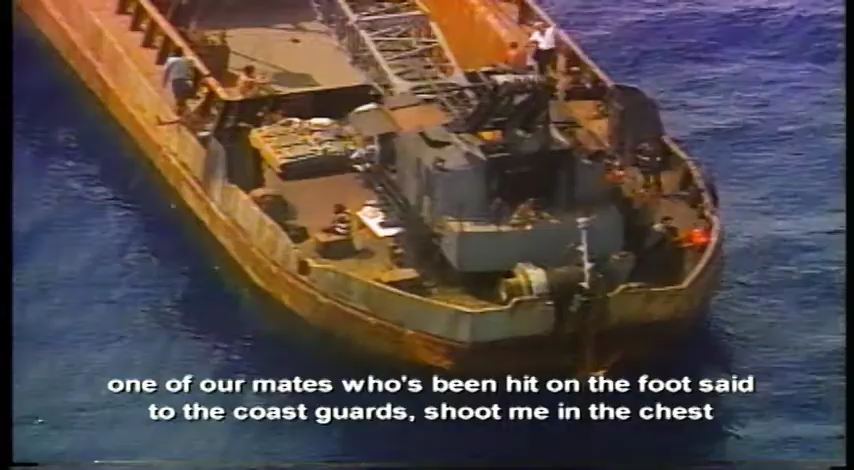 one of our mates who's been hit on the foot said
to the coast guards, shoot me in the chest